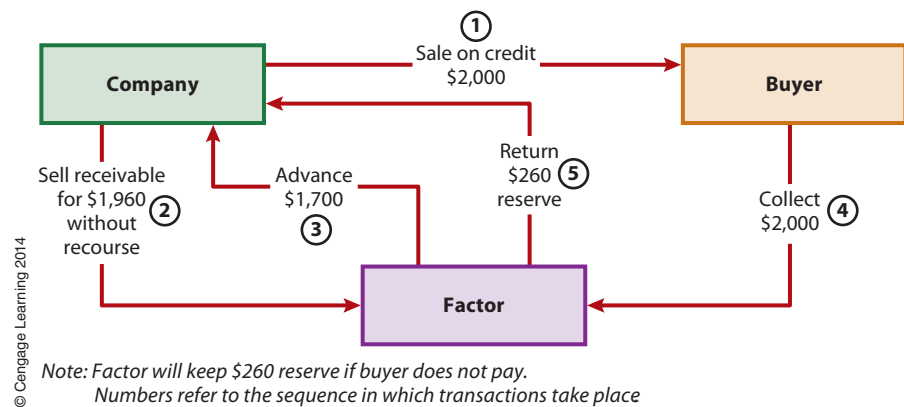 1
Sale on credit
$2,000
Company
Buyer
Sell receivable
for $1,960
without
recourse
2
Advance
$1,700
3
Return
$260
reserve
5
Collect
$2,000
4
Factor
© Cengage Learning 2014
Note: Factor will keep $260 reserve if buyer does not pay.
Numbers refer to the sequence in which transactions take place.